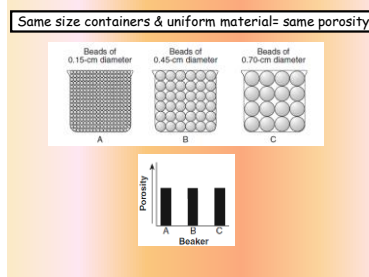 Same size containers & uniform material= same porosity
Beads of
0.15-cm diameter
Beads of
0.45-cm diameter
Beads of
0.70-cm diameter
A
B
C
Porosity
A B C
Beaker